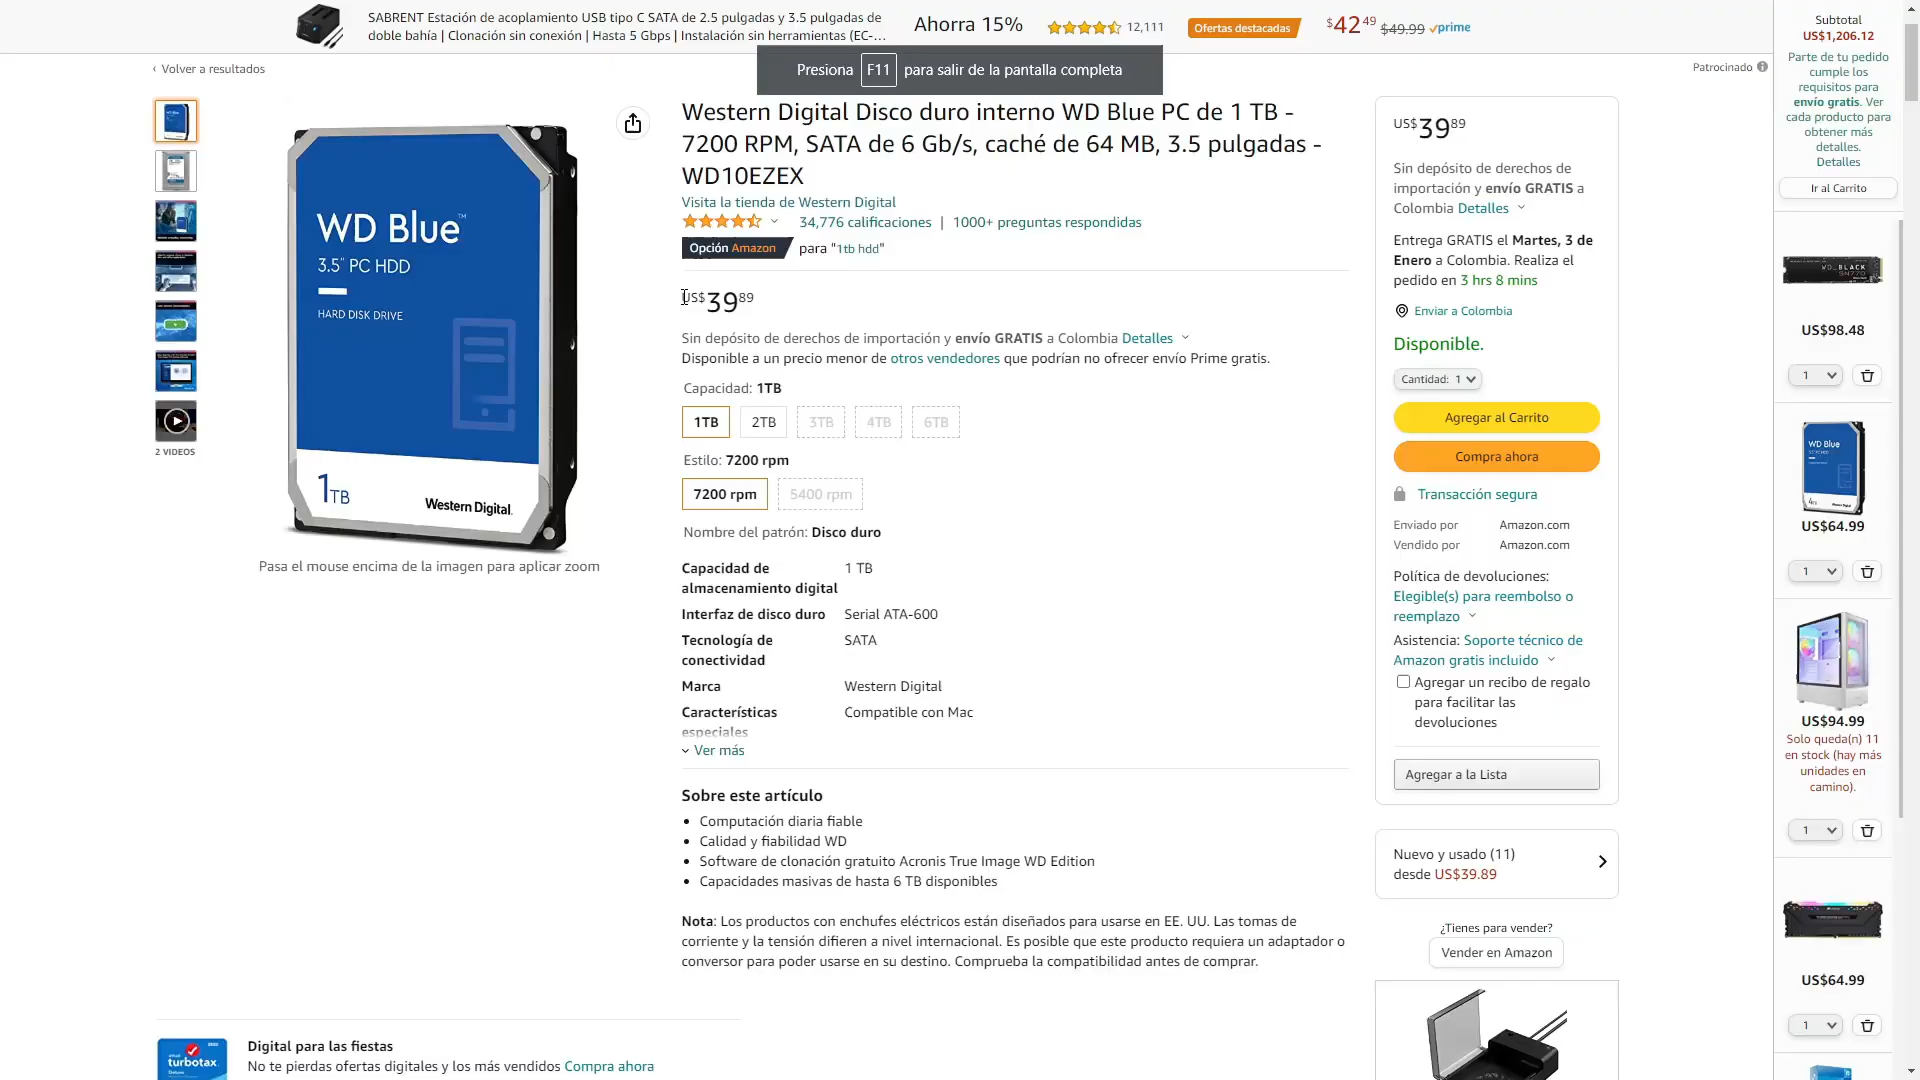 SABRENT Estación de acoplamiento USB tipo C SATA de 2.5 pulgadas y 3.5 pulgadas de
doble bahía | Clonación sin conexión | Hasta 5 Gbps | Instalación sin herramientas (EC-...
Ahorra 15%
12,111
Ofertas destacadas
$42.49 $49.99 prime
Presiona F11 para salir de la pantalla completa
Patrocinado
‹ Volver a resultados
WD Blue™
3.5" PC HDD
HARD DISK DRIVE
1TB
Western Digital.
2 VIDEOS
Pasa el mouse encima de la imagen para aplicar zoom
Western Digital Disco duro interno WD Blue PC de 1 TB -
7200 RPM, SATA de 6 Gb/s, caché de 64 MB, 3.5 pulgadas -
WD10EZEX
Visita la tienda de Western Digital
34,776 calificaciones | 1000+ preguntas respondidas
Opción Amazon para "1tb hdd"
US$39 89
Sin depósito de derechos de importación y envío GRATIS a Colombia Detalles
Disponible a un precio menor de otros vendedores que podrían no ofrecer envío Prime gratis.
Capacidad: 1TB
1TB 2TB 3TB 4TB 6TB
Estilo: 7200 rpm
7200 rpm 5400 rpm
Nombre del patrón: Disco duro
Capacidad de almacenamiento digital 1 TB
Interfaz de disco duro Serial ATA-600
Tecnología de conectividad SATA
Marca Western Digital
Características especiales Compatible con Mac
Ver más
Sobre este artículo
• Computación diaria fiable
• Calidad y fiabilidad WD
• Software de clonación gratuito Acronis True Image WD Edition
• Capacidades masivas de hasta 6 TB disponibles
Nota: Los productos con enchufes eléctricos están diseñados para usarse en EE. UU. Las tomas de
corriente y la tensión difieren a nivel internacional. Es posible que este producto requiera un adaptador o
conversor para poder usarse en su destino. Comprueba la compatibilidad antes de comprar.
turbotax
Digital para las fiestas
No te pierdas ofertas digitales y los más vendidos Compra ahora
US$39 89
Sin depósito de derechos de
importación y envío GRATIS a
Colombia Detalles
Entrega GRATIS el Martes, 3 de
Enero a Colombia. Realiza el
pedido en 3 hrs 8 mins
Enviar a Colombia
Disponible.
Cantidad: 1
Agregar al Carrito
Compra ahora
Transacción segura
Enviado por Amazon.com
Vendido por Amazon.com
Política de devoluciones:
Elegible(s) para reembolso o
reemplazo
Asistencia: Soporte técnico de
Amazon gratis incluido
Agregar un recibo de regalo
para facilitar las
devoluciones
Agregar a la Lista
Nuevo y usado (11)
desde US$39.89
¿Tienes para vender?
Vender en Amazon
Subtotal
US$1,206.12
Parte de tu pedido
cumple los
requisitos para
envío gratis. Ver
cada producto para
obtener más
detalles.
Detalles
Ir al Carrito
WD_BLACK
US$98.48
1
WD Blue
US$64.99
1
US$94.99
Solo queda(n) 11
en stock (hay más
unidades en
camino).
1
US$64.99
1